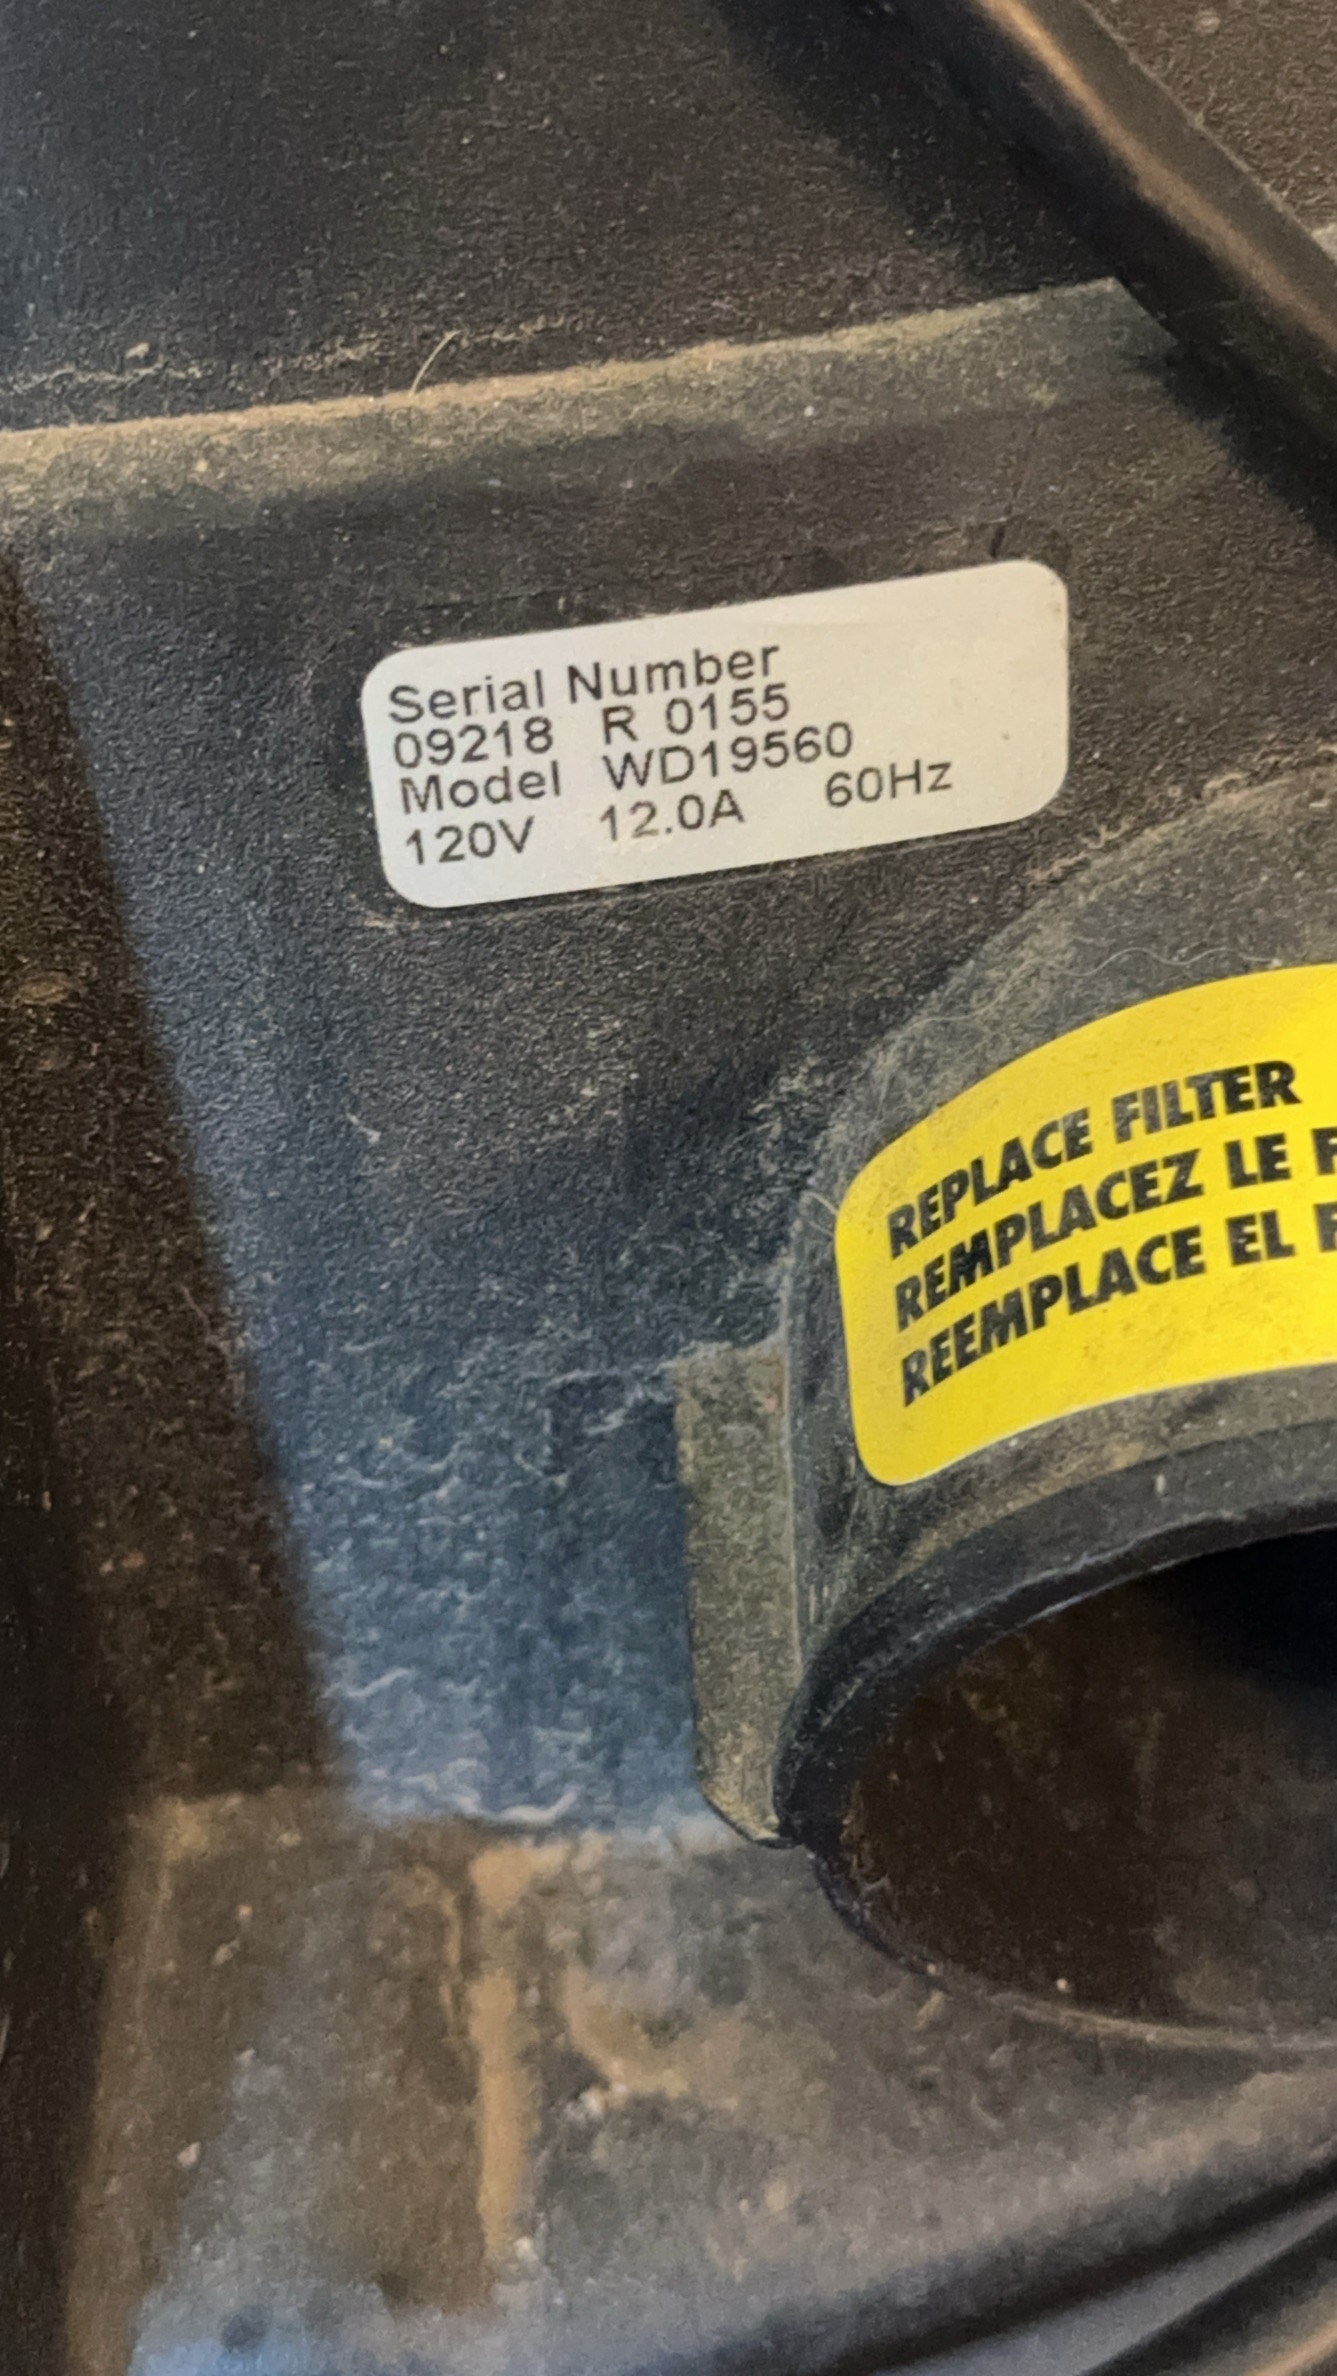 Serial Number
09218 R 0155
Model WD19560
120V 12.0A 60Hz
REPLACE FILTER
REMPLACEZ LE
REEMPLACE EL